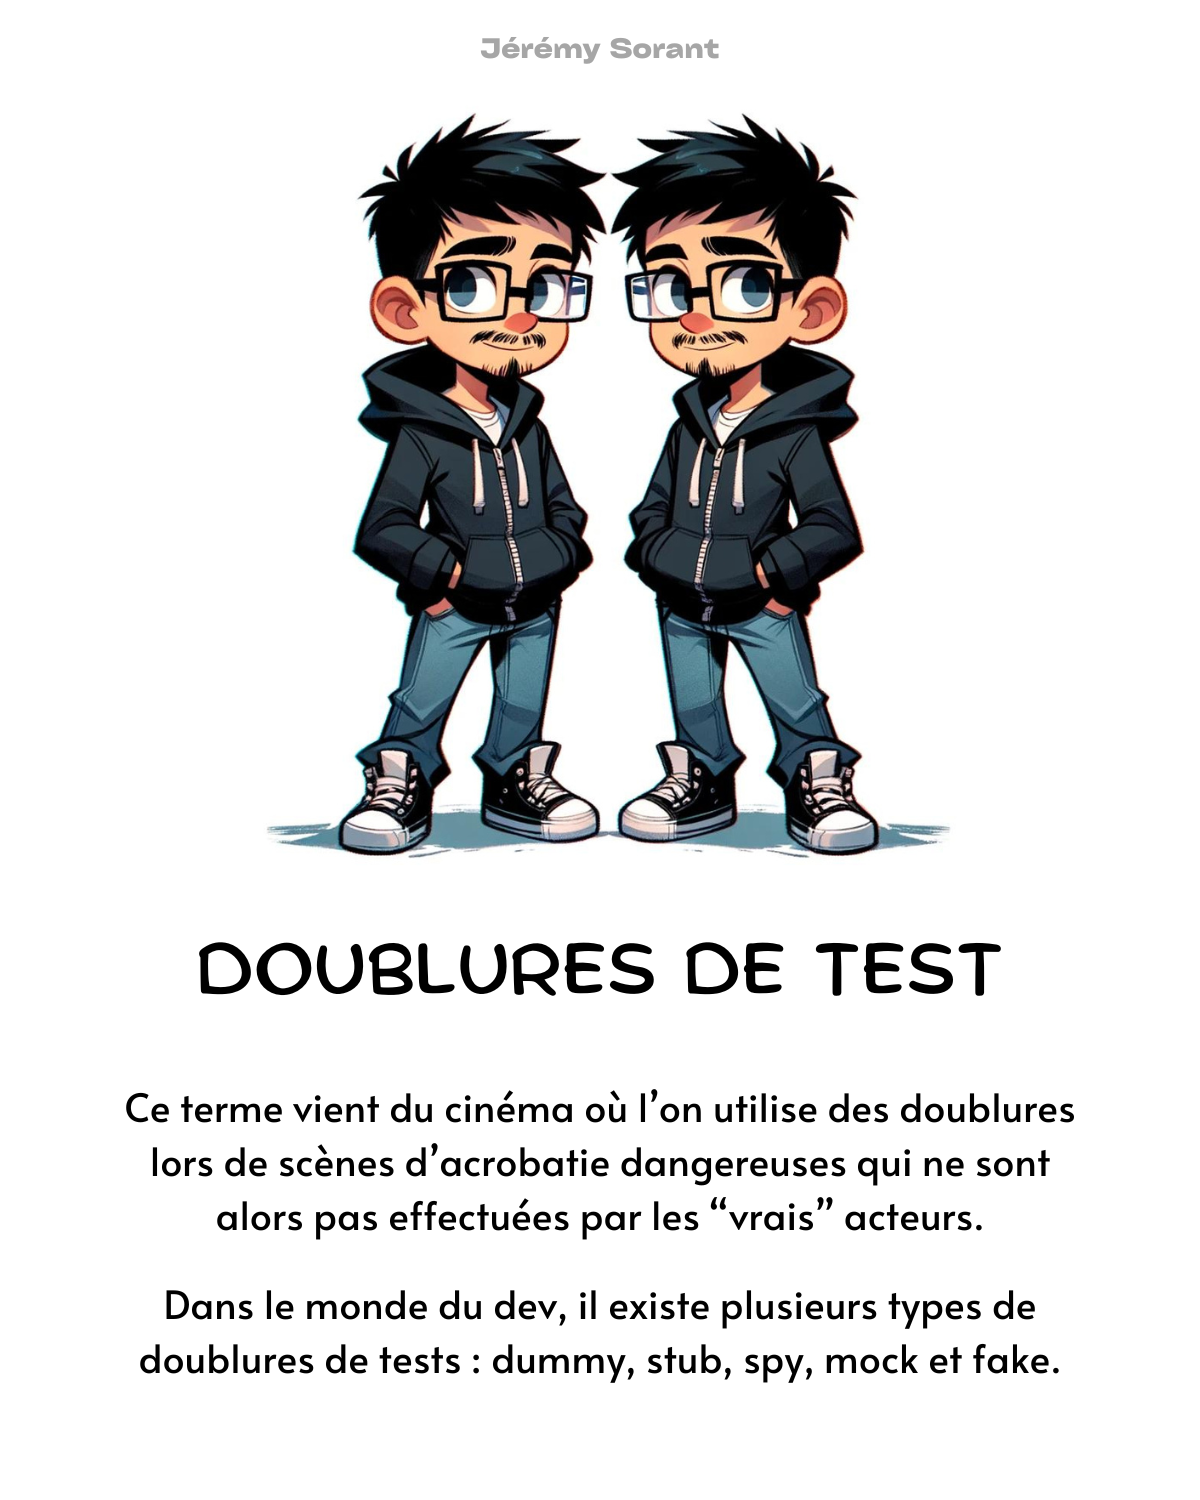 Jérémy Sorant
DOUBLURES DE TEST
Ce terme vient du cinéma où l’on utilise des doublures
lors de scènes d’acrobatie dangereuses qui ne sont
alors pas effectuées par les “vrais” acteurs.
Dans le monde du dev, il existe plusieurs types de
doublures de tests : dummy, stub, spy, mock et fake.